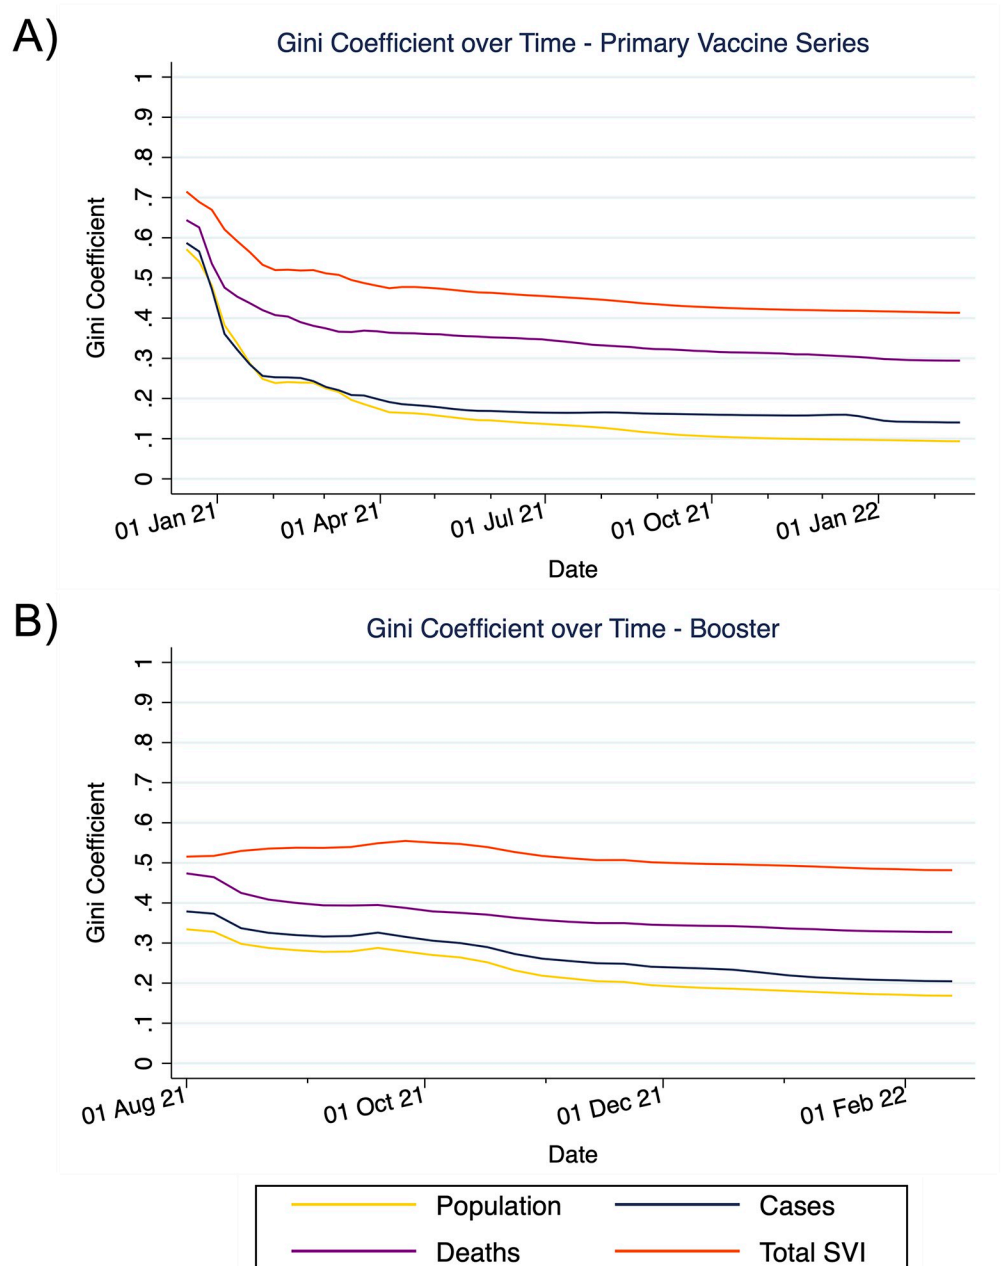 A)
Gini Coefficient over Time - Primary Vaccine Series
Gini Coefficient
1
.9
.8
.7
.6
.5
.4
.3
.2
.1
0
01 Jan 21
01 Apr 21
01 Jul 21
01 Oct 21
01 Jan 22
Date
B)
Gini Coefficient over Time - Booster
Gini Coefficient
1
.9
.8
.7
.6
.5
.4
.3
.2
.1
0
01 Aug 21
01 Oct 21
01 Dec 21
01 Feb 22
Date
Population
Cases
Deaths
Total SVI